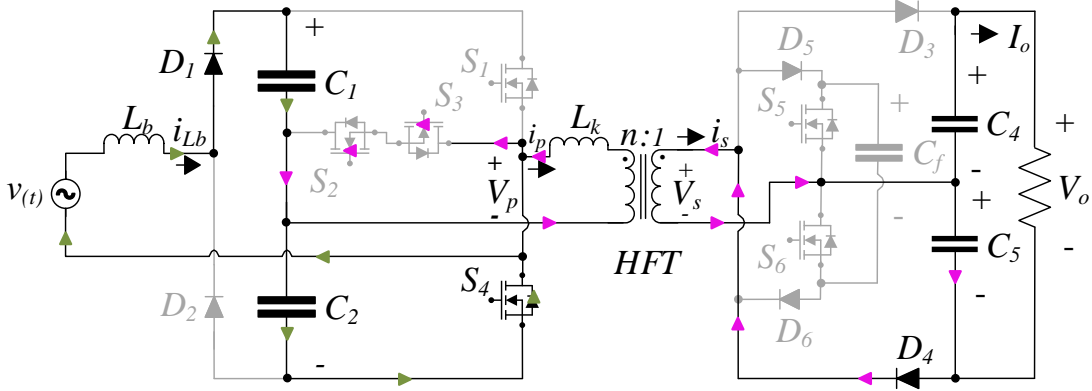 D1
+
C1
S1
S3
S2
Lb
iLb
v(t)
ip
Lk
n:1
is
+
Vp
-
+
Vs
-
HFT
D2
C2
-
S4
D5
S5
+
Cf
-
S6
D6
D3
Io
+
C4
-
+
C5
-
D4
+
Vo
-